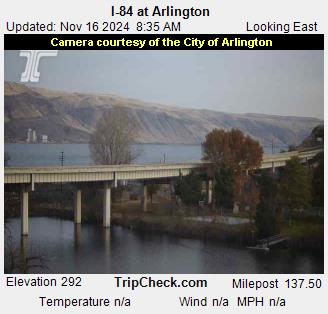 I-84 at Arlington
Updated: Nov 16 2024 8:35 AM Looking East
Camera courtesy of the City of Arlington
Elevation 292 TripCheck.com Milepost 137.50
Temperature n/a Wind n/a MPH n/a